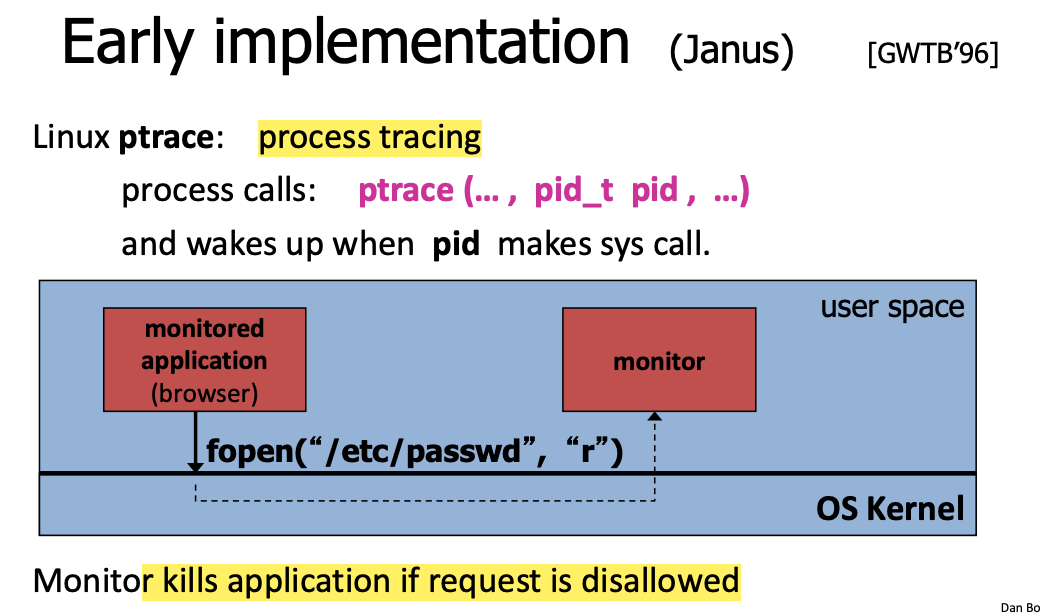 Early implementation (Janus) [GWTB’96]
Linux ptrace: process tracing
process calls: ptrace (… , pid_t pid , …)
and wakes up when pid makes sys call.
user space
monitored
application
(browser)
monitor
fopen(“/etc/passwd”, “r”)
OS Kernel
Monitor kills application if request is disallowed
Dan Bo